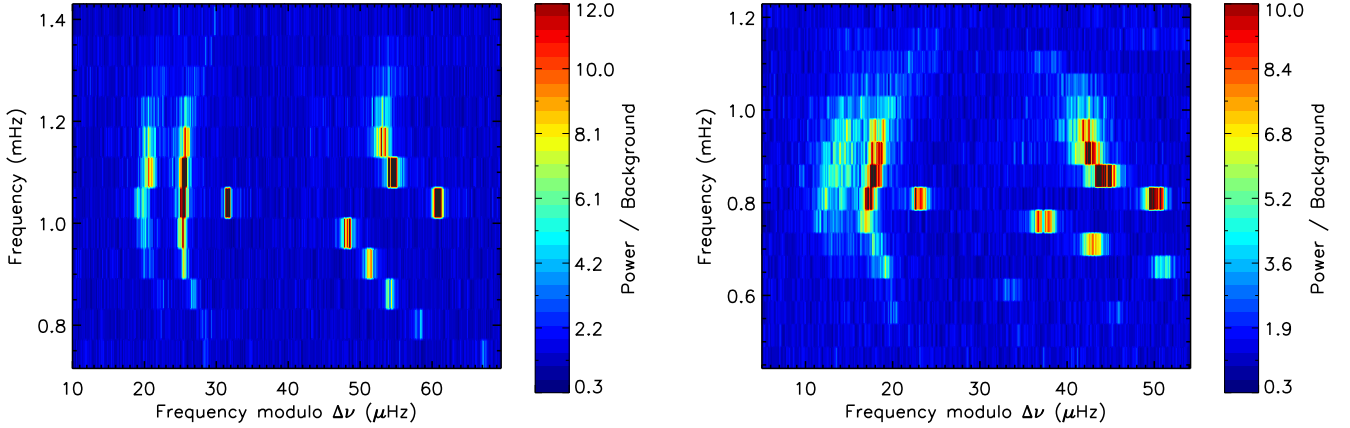 1.4
1.2
1.0
0.8
Frequency (mHz)
10 20 30 40 50 60
Frequency modulo Δν (μHz)
12.0
10.0
8.1
6.1
4.2
2.2
0.3
Power / Background
1.2
1.0
0.8
0.6
Frequency (mHz)
10 20 30 40 50
Frequency modulo Δν (μHz)
10.0
8.4
6.8
5.2
3.6
1.9
0.3
Power / Background